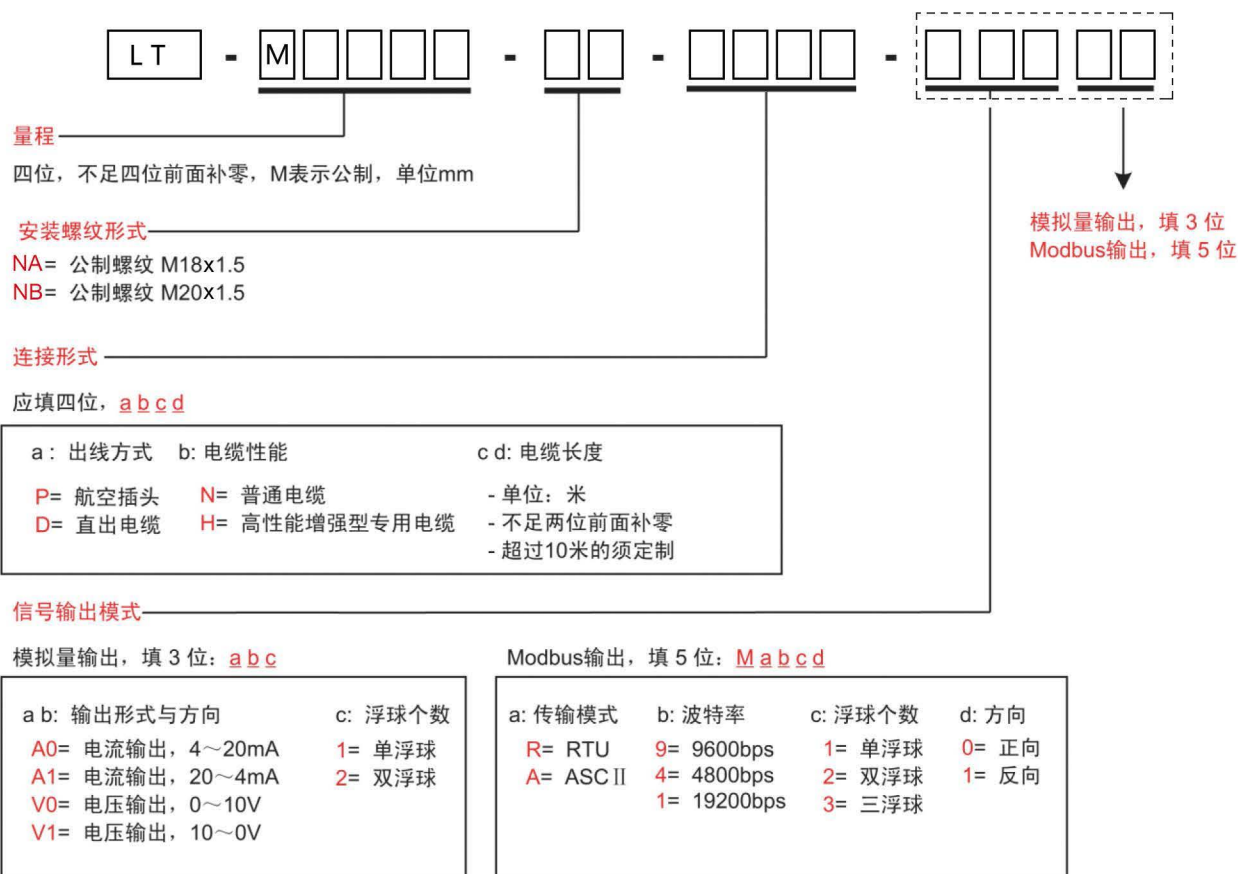 LT - M - - -
量程
四位，不足四位前面补零，M表示公制，单位mm
模拟量输出，填 3 位
Modbus输出，填 5 位
安装螺纹形式
NA= 公制螺纹 M18x1.5
NB= 公制螺纹 M20x1.5
连接形式
应填四位，a b c d
a： 出线方式 b: 电缆性能 c d: 电缆长度
P= 航空插头 N= 普通电缆 - 单位：米
D= 直出电缆 H= 高性能增强型专用电缆 - 不足两位前面补零
- 超过10米的须定制
信号输出模式
模拟量输出，填 3 位：a b c Modbus输出，填 5 位：M a b c d
a b: 输出形式与方向 c: 浮球个数 a: 传输模式 b: 波特率 c: 浮球个数 d: 方向
A0= 电流输出，4～20mA 1= 单浮球 R= RTU 9= 9600bps 1= 单浮球 0= 正向
A1= 电流输出，20～4mA 2= 双浮球 A= ASCⅡ 4= 4800bps 2= 双浮球 1= 反向
V0= 电压输出，0～10V 1= 19200bps 3= 三浮球
V1= 电压输出，10～0V